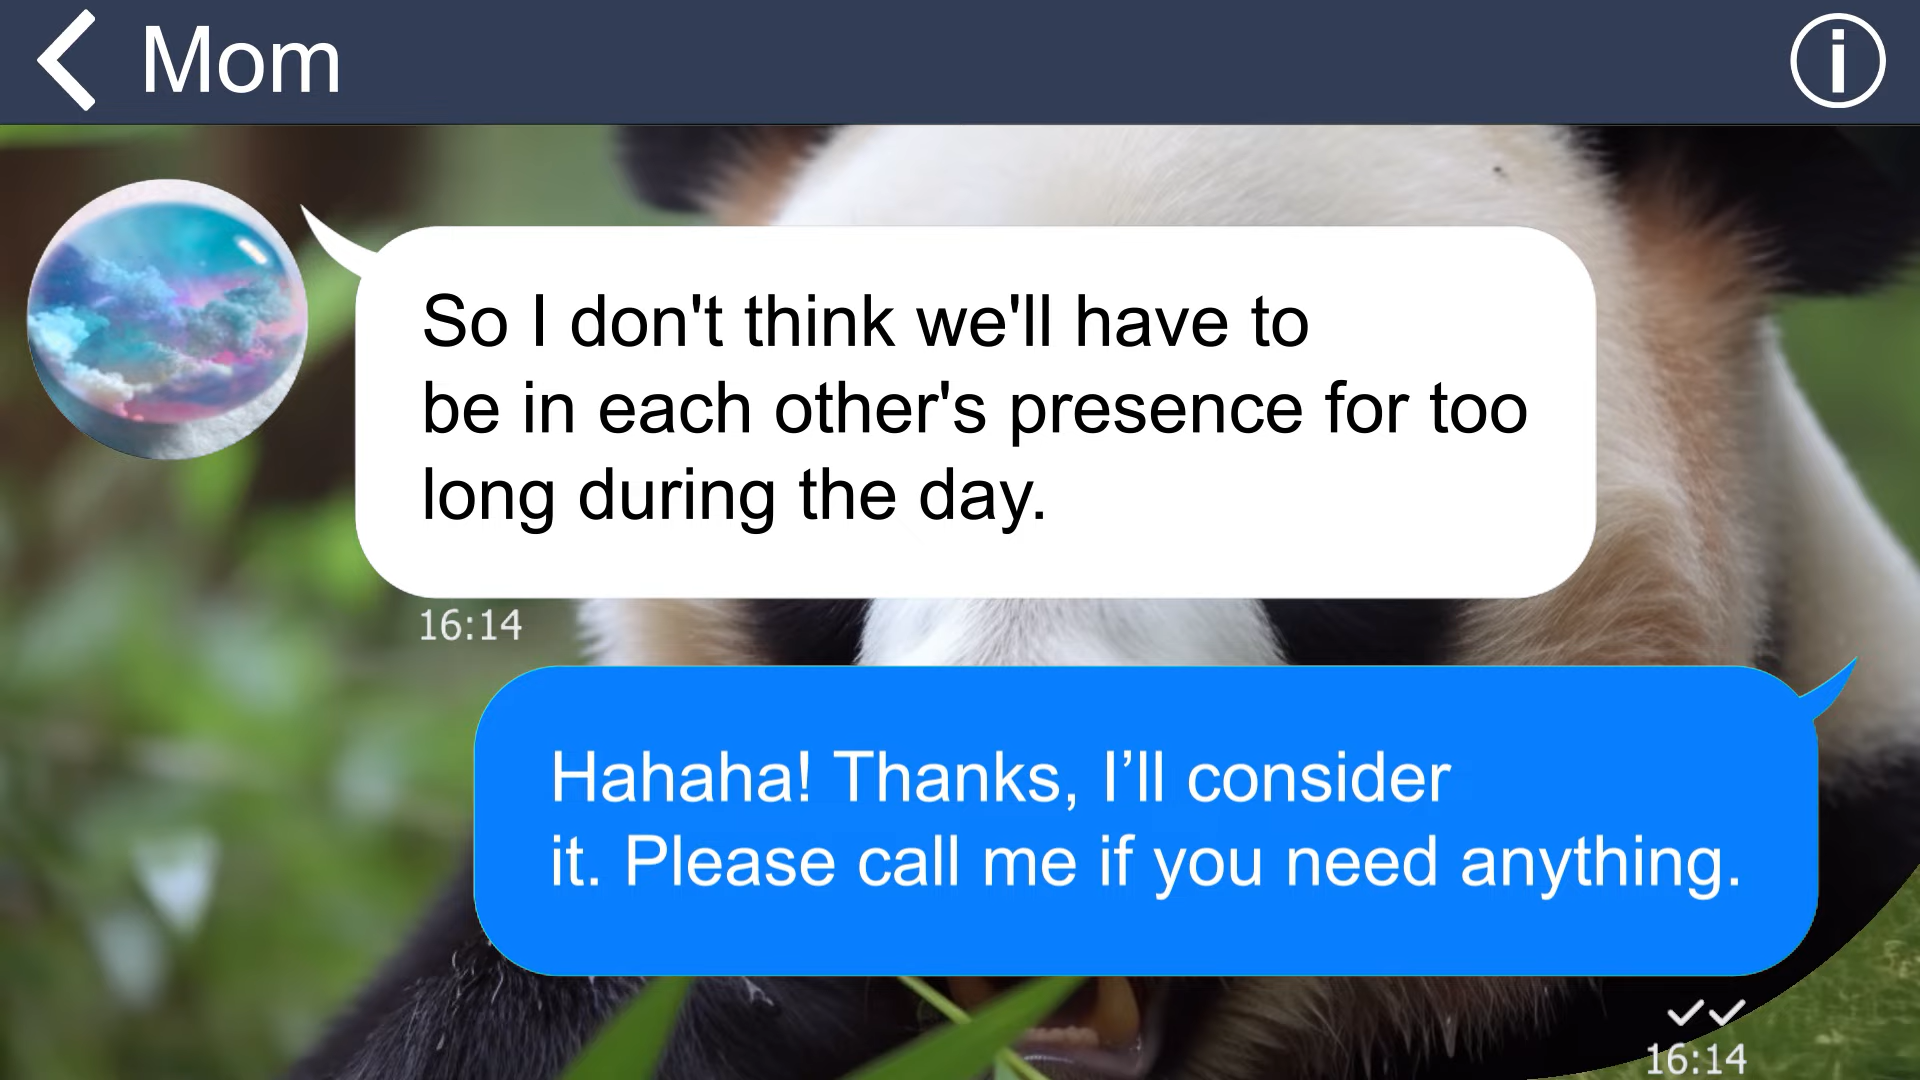 Mom
So I don't think we'll have to
be in each other's presence for too
long during the day.
16:14
Hahaha! Thanks, I’ll consider
it. Please call me if you need anything.
16:14